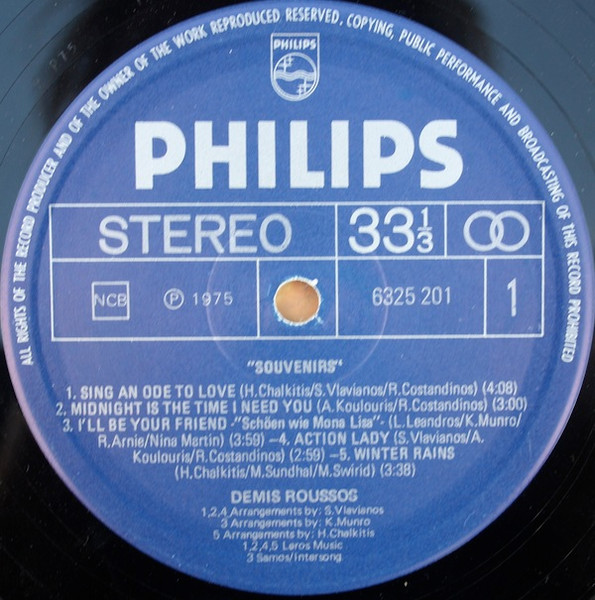 ALL RIGHTS OF THE RECORD PRODUCER AND OF THE OWNER OF THE WORK REPRODUCED RESERVED. COPYING, PUBLIC PERFORMANCE AND BROADCASTING OF THIS RECORD PROHIBITED
PHILIPS
PHILIPS
STEREO 33 1/3
NCB ℗ 1975 6325 201 1
"SOUVENIRS"
1. SING AN ODE TO LOVE (H.Chalkitis/S.Vlavianos/R.Costandinos) (4:08)
2. MIDNIGHT IS THE TIME I NEED YOU (A.Koulouris/R.Costandinos) (3:00)
3. I'LL BE YOUR FRIEND -"Schöen wie Mona Lisa"- (L.Leandros/K.Munro/
R.Arnie/Nina Martin) (3:59) –4. ACTION LADY (S.Vlavianos/A.
Koulouris/R.Costandinos) (2:59) –5. WINTER RAINS
(H.Chalkitis/M.Sundhal/M.Swirid) (3:38)
DEMIS ROUSSOS
1,2,4 Arrangements by: S.Vlavianos
3 Arrangements by: K.Munro
5 Arrangements by: H.Chalkitis
1,2,4,5 Leros Music
3 Samos/Intersong